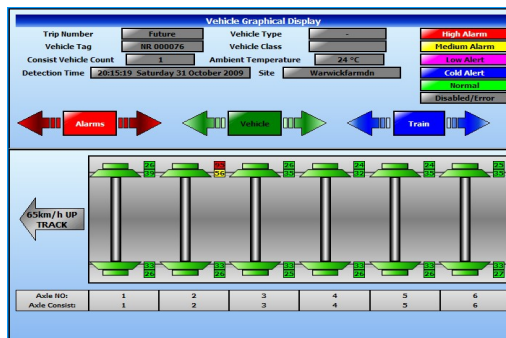 Vehicle Graphical Display
Trip Number Future Vehicle Type - High Alarm
Vehicle Tag NR 000076 Vehicle Class Medium Alarm
Consist Vehicle Count 1 Ambient Temperature 24 °C Low Alert
Detection Time 20:15:19 Saturday 31 October 2009 Site Warwickfarmdn Cold Alert
Normal
Disabled/Error
Alarms Vehicle Train
26 93 26 24 24 25
39 56 35 32 25 35
65km/h UP
TRACK
33 33 33 33 33 33
26 26 25 26 26 27
Axle NO: 1 2 3 4 5 6
Axle Consist: 1 2 3 4 5 6